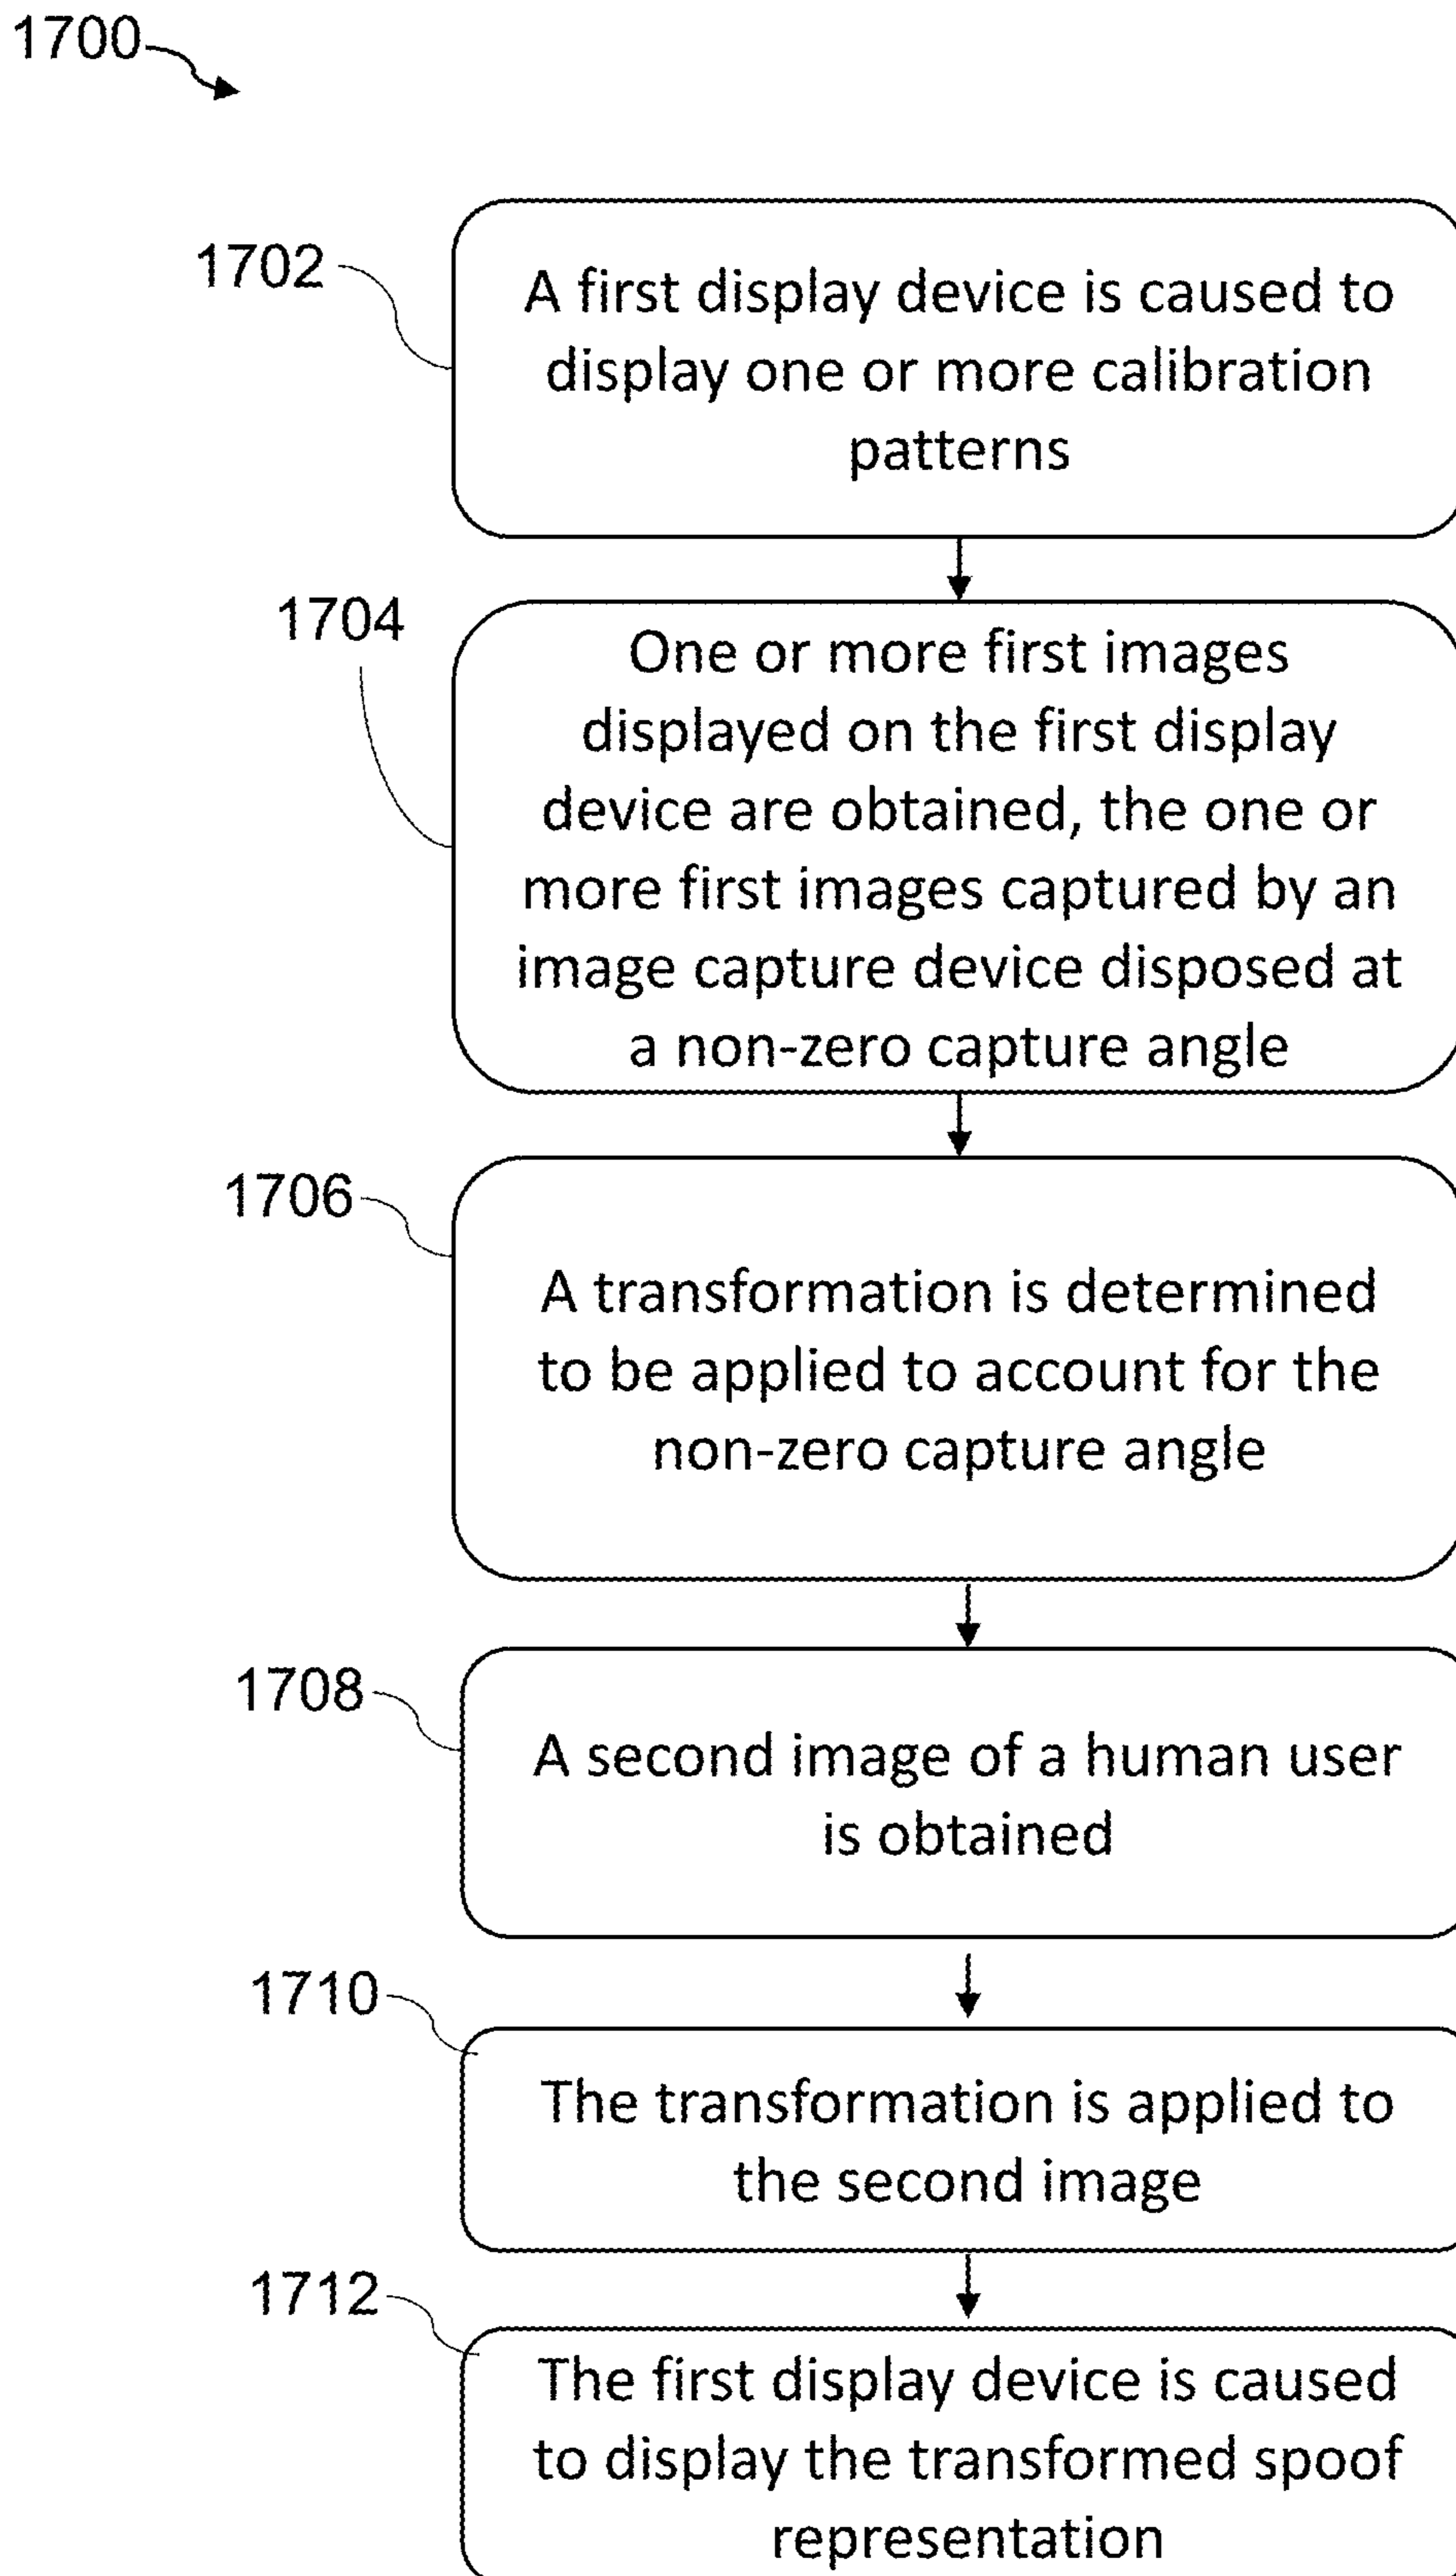 1700
1702
A first display device is caused to
display one or more calibration
patterns
1704
One or more first images
displayed on the first display
device are obtained, the one or
more first images captured by an
image capture device disposed at
a non-zero capture angle
1706
A transformation is determined
to be applied to account for the
non-zero capture angle
1708
A second image of a human user
is obtained
1710
The transformation is applied to
the second image
1712
The first display device is caused
to display the transformed spoof
representation